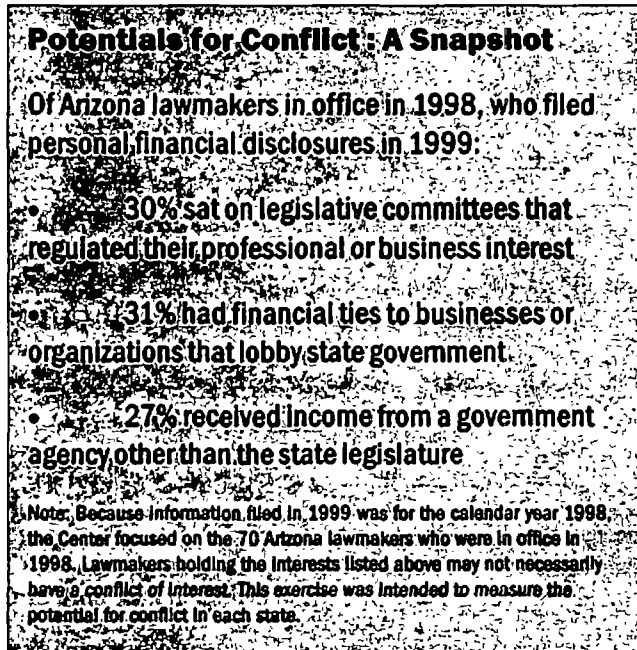 Potentials for Conflict : A Snapshot
Of Arizona lawmakers in office in 1998, who filed
personal financial disclosures in 1999:
• 30% sat on legislative committees that
regulated their professional or business interest
• 31% had financial ties to businesses or
organizations that lobby state government.
• 27% received income from a government
agency other than the state legislature
Note: Because information filed in 1999 was for the calendar year 1998,
the Center focused on the 70 Arizona lawmakers who were in office in
1998. Lawmakers holding the interests listed above may not necessarily
have a conflict of interest. This exercise was intended to measure the
potential for conflict in each state.